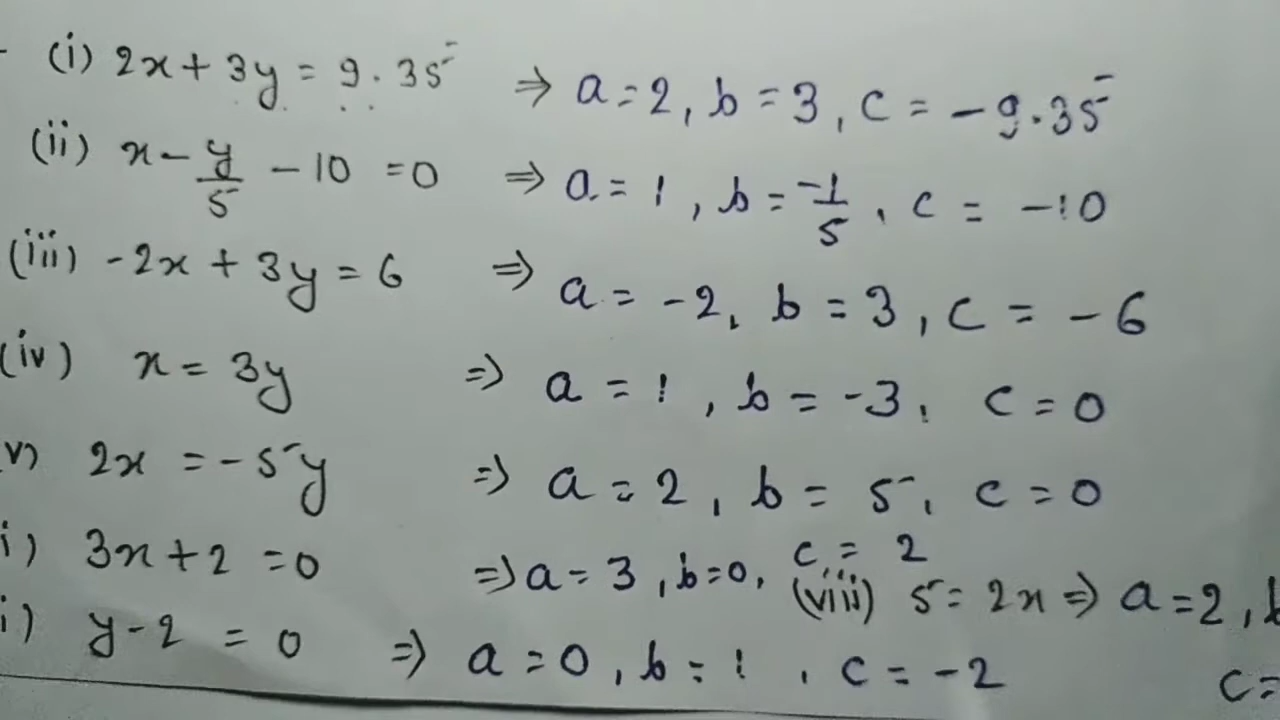 (i) 2x + 3y = 9.35 ⇒ a = 2, b = 3, c = -9.35
(ii) x - y/5 - 10 = 0 ⇒ a = 1, b = -1/5, c = -10
(iii) -2x + 3y = 6 ⇒ a = -2, b = 3, c = -6
(iv) x = 3y ⇒ a = 1, b = -3, c = 0
v) 2x = -5y ⇒ a = 2, b = 5, c = 0
i) 3x + 2 = 0 ⇒ a = 3, b = 0, c = 2
i) y - 2 = 0 ⇒ a = 0, b = 1, c = -2
(viii) 5 = 2x ⇒ a = 2, b
c =